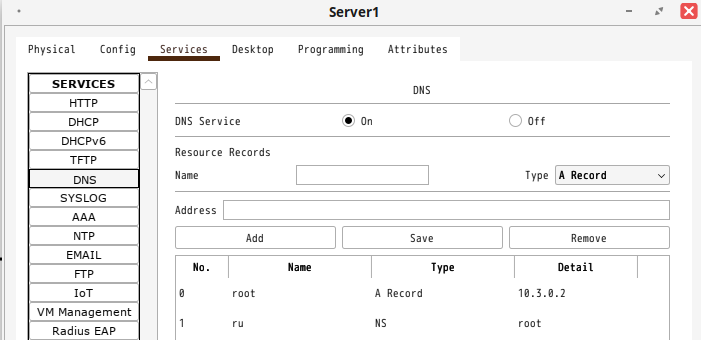 Server1
Physical Config Services Desktop Programming Attributes
SERVICES
HTTP
DHCP
DHCPv6
TFTP
DNS
SYSLOG
AAA
NTP
EMAIL
FTP
IoT
VM Management
Radius EAP
DNS
DNS Service On Off
Resource Records
Name Type A Record
Address
Add Save Remove
No. Name Type Detail
0 root A Record 10.3.0.2
1 ru NS root